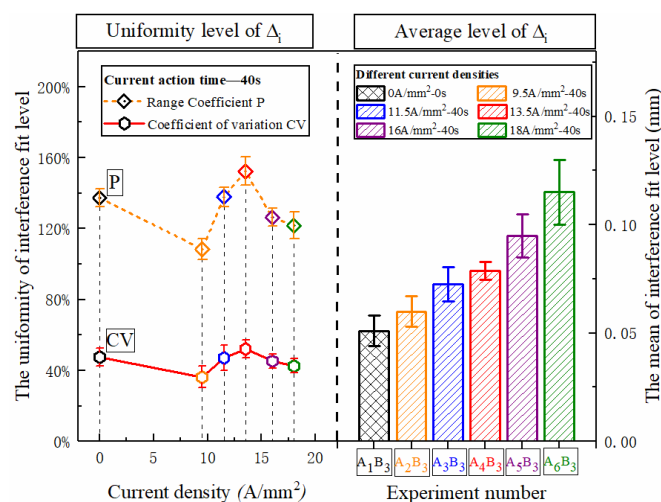 Uniformity level of Δi
Average level of Δi
The uniformity of interference fit level
220%
200%
160%
120%
80%
40%
0%
Current action time—40s
Range Coefficient P
Coefficient of variation CV
P
CV
0
5
10
15
20
Current density (A/mm²)
Different current densities
0A/mm²-0s
9.5A/mm²-40s
11.5A/mm²-40s
13.5A/mm²-40s
16A/mm²-40s
18A/mm²-40s
0.15
0.10
0.05
0.00
The mean of interference fit level (mm)
A1B3
A2B3
A3B3
A4B3
A5B3
A6B3
Experiment number